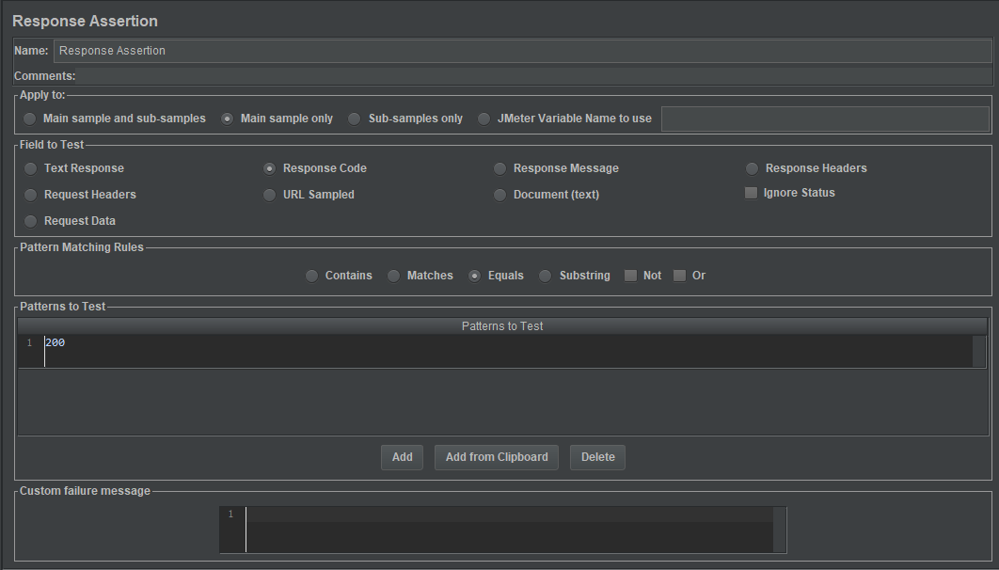 Response Assertion
Name: Response Assertion
Comments:
Apply to:
Main sample and sub-samples Main sample only Sub-samples only JMeter Variable Name to use
Field to Test
Text Response Response Code Response Message Response Headers
Request Headers URL Sampled Document (text) Ignore Status
Request Data
Pattern Matching Rules
Contains Matches Equals Substring Not Or
Patterns to Test
Patterns to Test
1 200
Add Add from Clipboard Delete
Custom failure message
1